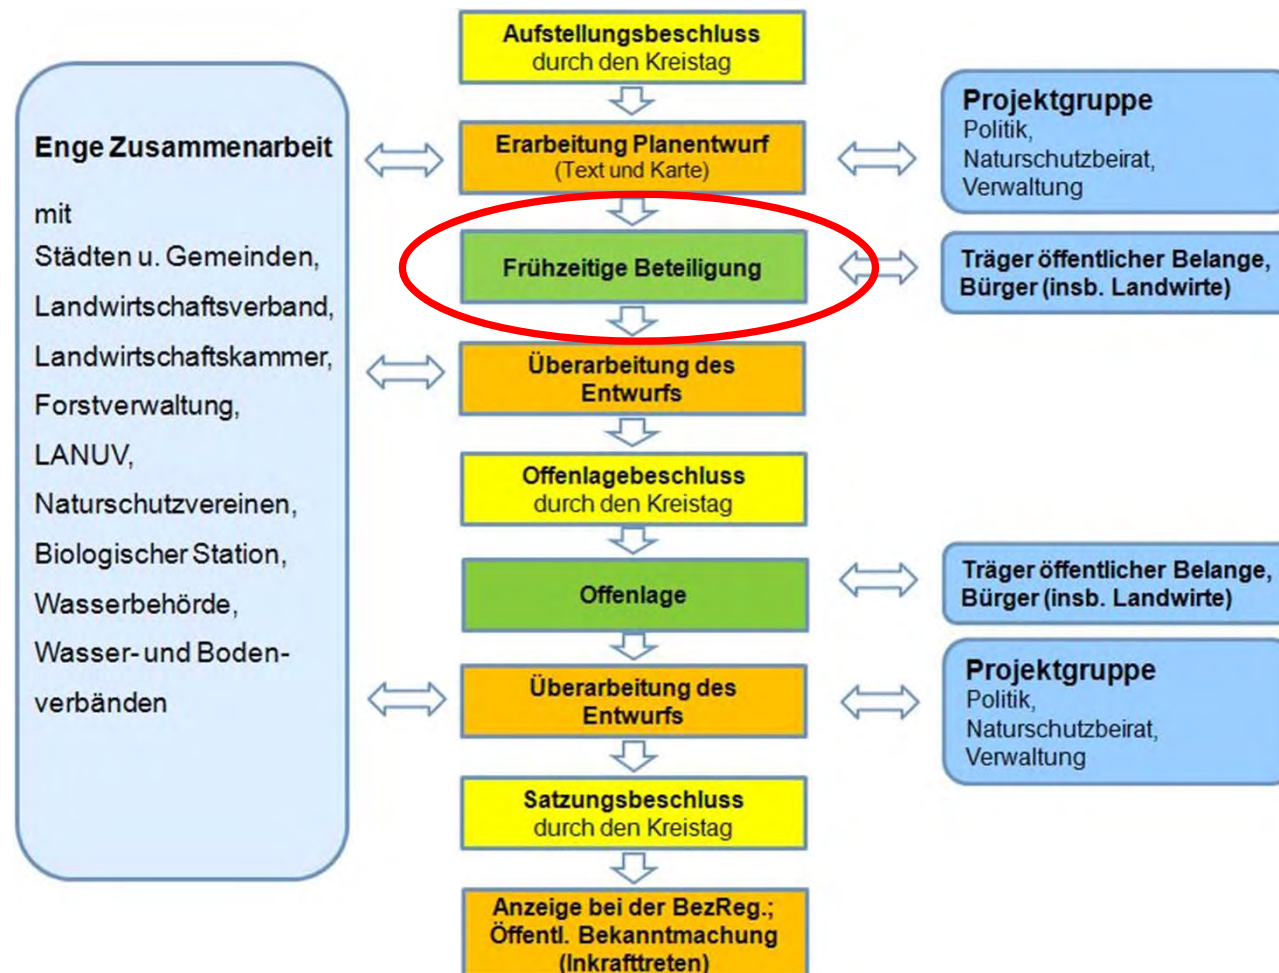 Aufstellungsbeschluss
durch den Kreistag
Enge Zusammenarbeit
mit
Städten u. Gemeinden,
Landwirtschaftsverband,
Landwirtschaftskammer,
Forstverwaltung,
LANUV,
Naturschutzvereinen,
Biologischer Station,
Wasserbehörde,
Wasser- und Boden-
verbänden
Erarbeitung Planentwurf
(Text und Karte)
Projektgruppe
Politik,
Naturschutzbeirat,
Verwaltung
Frühzeitige Beteiligung
Träger öffentlicher Belange,
Bürger (insb. Landwirte)
Überarbeitung des
Entwurfs
Offenlagebeschluss
durch den Kreistag
Offenlage
Träger öffentlicher Belange,
Bürger (insb. Landwirte)
Überarbeitung des
Entwurfs
Projektgruppe
Politik,
Naturschutzbeirat,
Verwaltung
Satzungsbeschluss
durch den Kreistag
Anzeige bei der BezReg.;
Öffentl. Bekanntmachung
(Inkrafttreten)